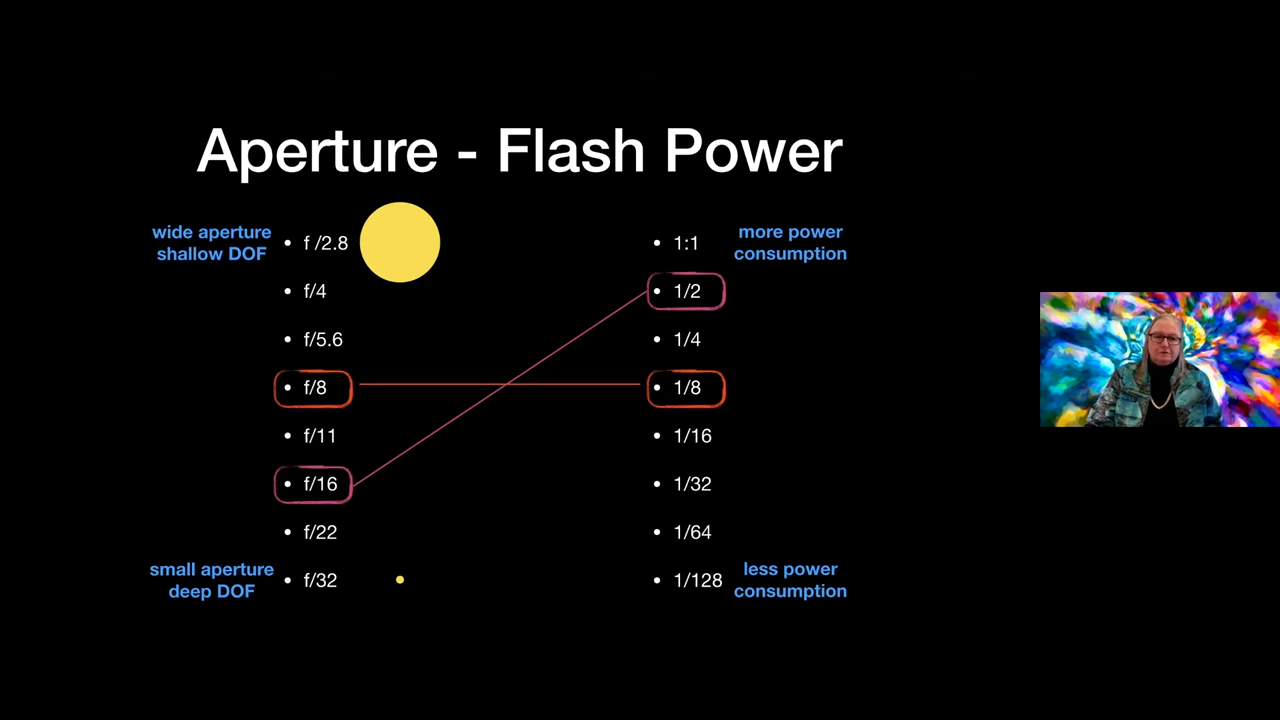 Aperture - Flash Power
wide aperture
shallow DOF
• f /2.8
• f/4
• f/5.6
• f/8
• f/11
• f/16
• f/22
• f/32
small aperture
deep DOF
• 1:1
• 1/2
• 1/4
• 1/8
• 1/16
• 1/32
• 1/64
• 1/128
more power
consumption
less power
consumption